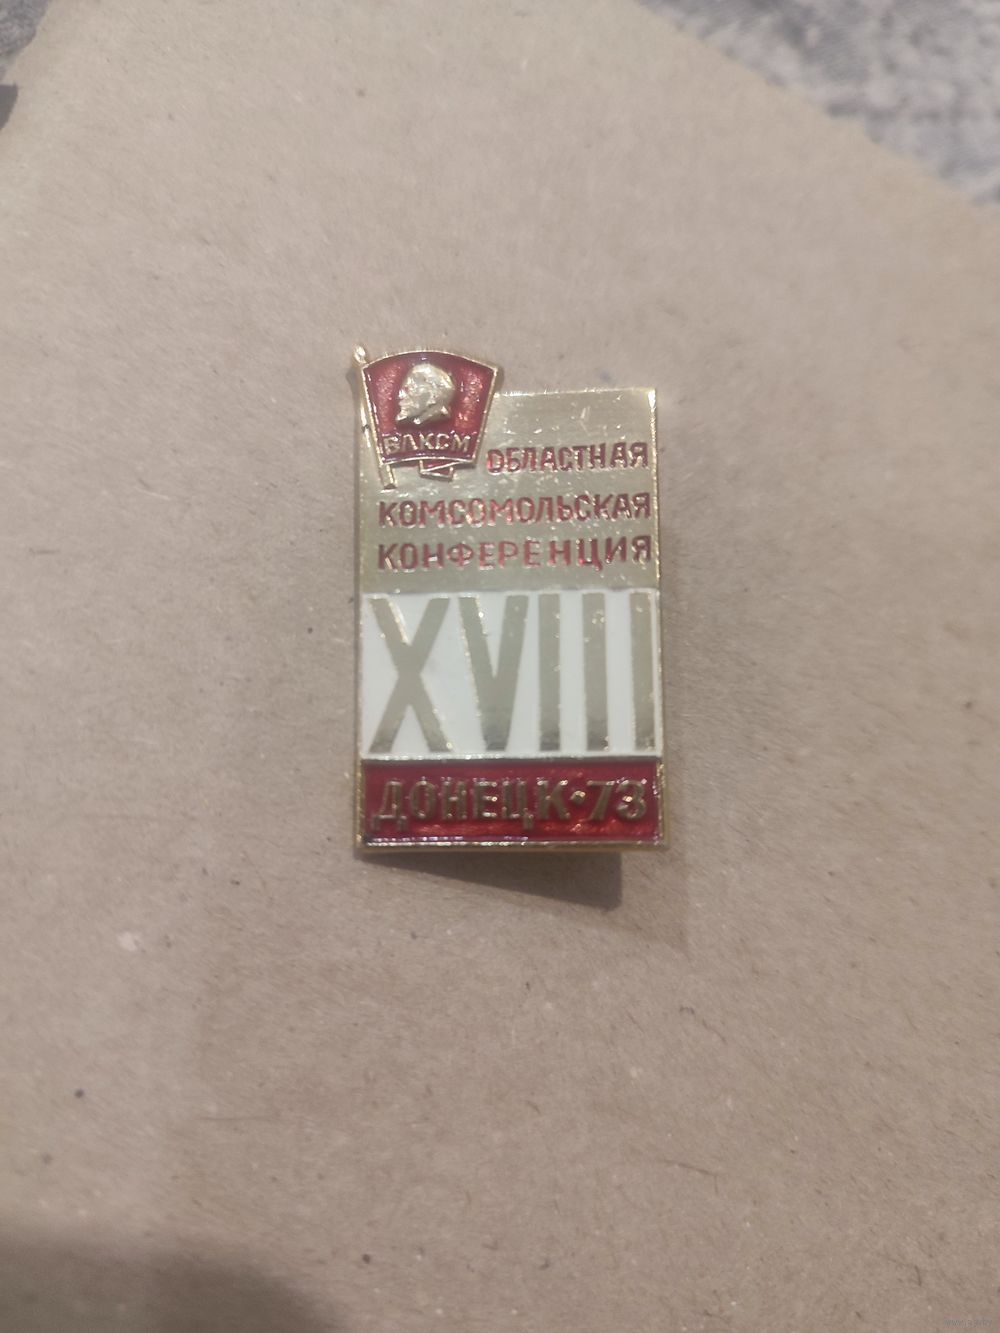 ВЛКСМ
ОБЛАСТНАЯ
КОМСОМОЛЬСКАЯ
КОНФЕРЕНЦИЯ
XVIII
ДОНЕЦК·73